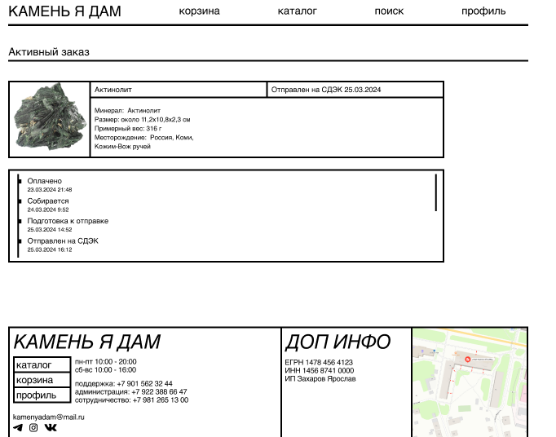 КАМЕНЬ Я ДАМ корзина каталог поиск профиль
Активный заказ
Актинолит
Отправлен на СДЭК 25.03.2024
Минерал: Актинолит
Размер: около 11,2х10,8х2,3 см
Примерный вес: 316 г
Месторождение: Россия, Коми,
Кожим-Вож ручей
Оплачено
23.03.2024 21:48
Собирается
24.03.2024 9:52
Подготовка к отправке
25.03.2024 14:52
Отправлен на СДЭК
25.03.2024 16:12
КАМЕНЬ Я ДАМ
каталог
корзина
профиль
пн-пт 10:00 - 20:00
сб-вс 10:00 - 16:00
поддержка: +7 901 562 32 44
администрация: +7 922 388 66 47
сотрудничество: +7 981 265 13 00
kamenyadam@mail.ru
ДОП ИНФО
ЕГРН 1478 456 4123
ИНН 1456 8741 0000
ИП Захаров Ярослав